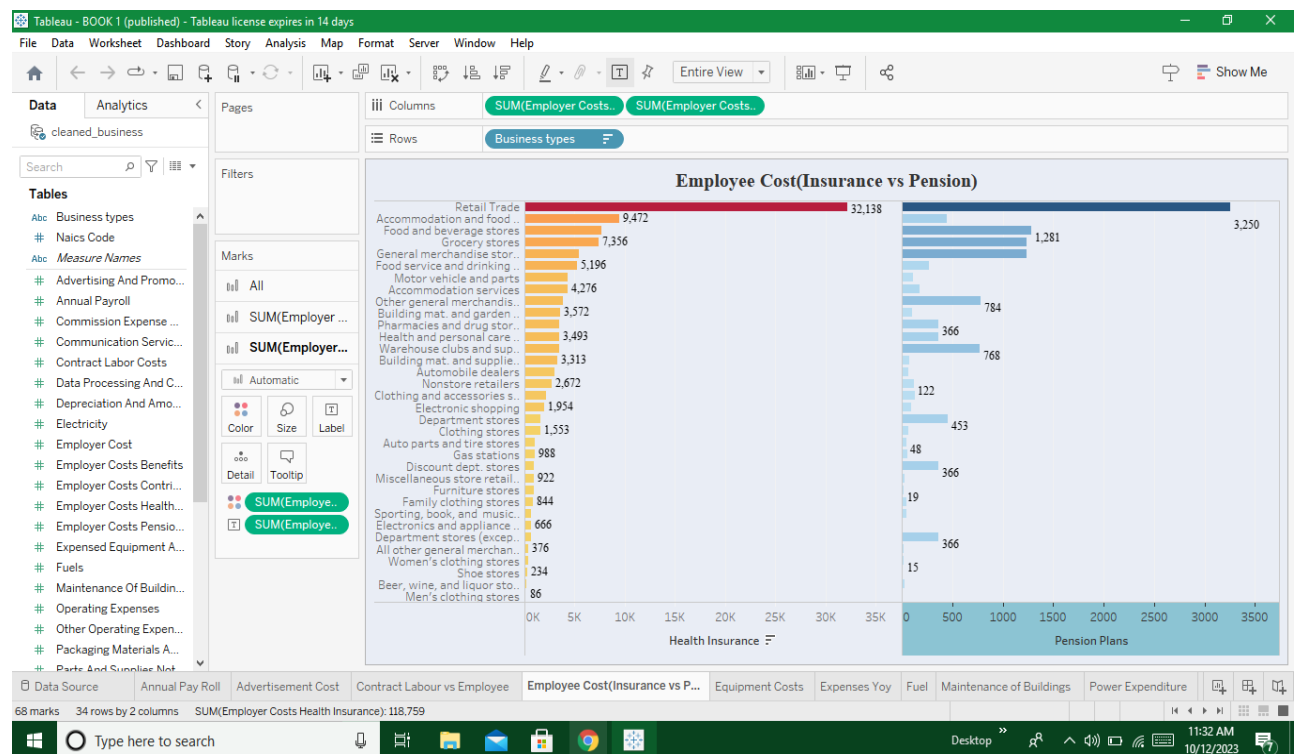 Tableau - BOOK 1 (published) - Tableau license expires in 14 days
File Data Worksheet Dashboard Story Analysis Map Format Server Window Help
Entire View
Show Me
Data Analytics
cleaned_business
Search
Tables
Abc Business types
# Naics Code
Abc Measure Names
# Advertising And Promo...
# Annual Payroll
# Commission Expense ...
# Communication Servic...
# Contract Labor Costs
# Data Processing And C...
# Depreciation And Amo...
# Electricity
# Employer Cost
# Employer Costs Benefits
# Employer Costs Contri...
# Employer Costs Health...
# Employer Costs Pensio...
# Expensed Equipment A...
# Fuels
# Maintenance Of Buildin...
# Operating Expenses
# Other Operating Expen...
# Packaging Materials A...
# Parts And Supplies Not
Pages
Filters
Marks
All
SUM(Employer ...
SUM(Employer...
Automatic
Color Size Label
Detail Tooltip
SUM(Employe..
SUM(Employe..
iii Columns SUM(Employer Costs.. SUM(Employer Costs..
Rows Business types
Employee Cost(Insurance vs Pension)
Retail Trade 32,138 3,250
Accommodation and food .. 9,472
Food and beverage stores 1,281
Grocery stores 7,356
General merchandise stor..
Food service and drinking .. 5,196
Motor vehicle and parts
Accommodation services 4,276
Other general merchandis.. 784
Building mat. and garden .. 3,572
Pharmacies and drug stor.. 366
Health and personal care .. 3,493
Warehouse clubs and sup.. 768
Building mat. and supplie.. 3,313
Automobile dealers
Nonstore retailers 2,672 122
Clothing and accessories s..
Electronic shopping 1,954
Department stores 453
Clothing stores 1,553
Auto parts and tire stores 48
Gas stations 988
Discount dept. stores 366
Miscellaneous store retail.. 922
Furniture stores 19
Family clothing stores 844
Sporting, book, and music..
Electronics and appliance .. 666
Department stores (excep.. 366
All other general merchan.. 376
Women's clothing stores 15
Shoe stores 234
Beer, wine, and liquor sto..
Men's clothing stores 86
0K 5K 10K 15K 20K 25K 30K 35K 0 500 1000 1500 2000 2500 3000 3500
Health Insurance Pension Plans
Data Source Annual Pay Roll Advertisement Cost Contract Labour vs Employee Employee Cost(Insurance vs P... Equipment Costs Expenses Yoy Fuel Maintenance of Buildings Power Expenditure
68 marks 34 rows by 2 columns SUM(Employer Costs Health Insurance): 118,759
Type here to search
Desktop
11:32 AM
10/12/2023
7